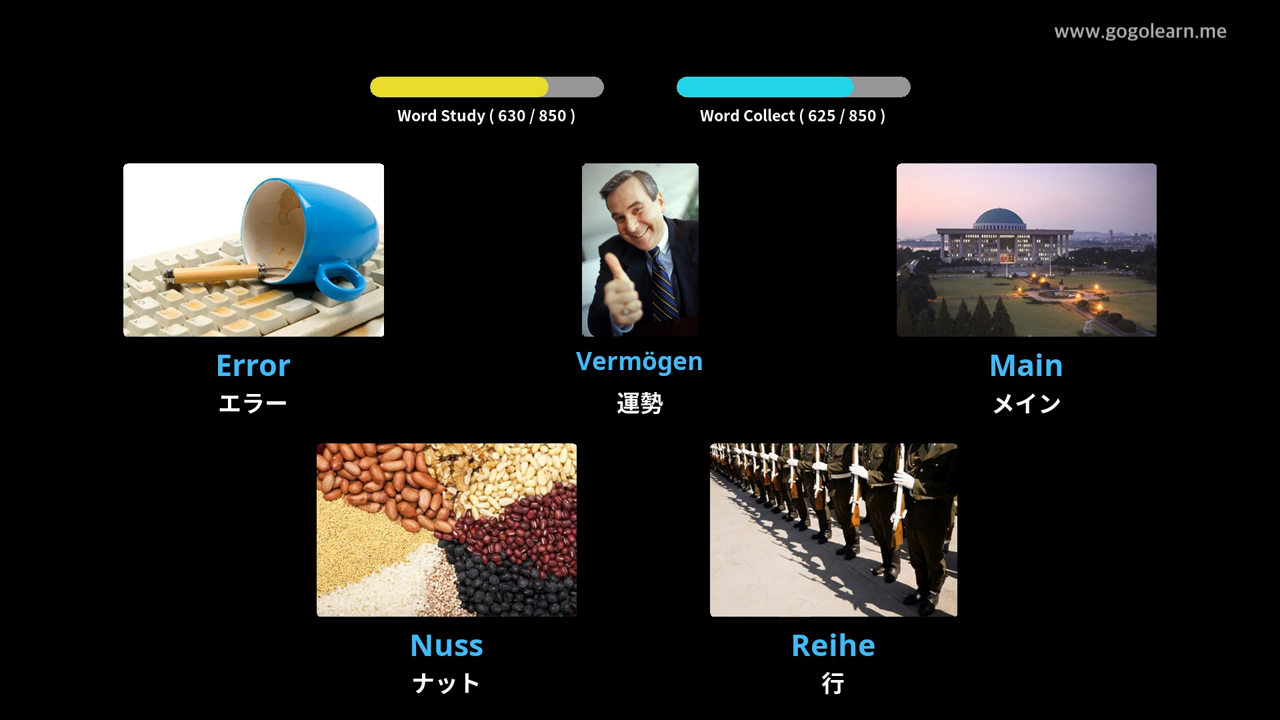 www.gogolearn.me
Word Study ( 630 / 850 )
Word Collect ( 625 / 850 )
Error
エラー
Vermögen
運勢
Main
メイン
Nuss
ナット
Reihe
行